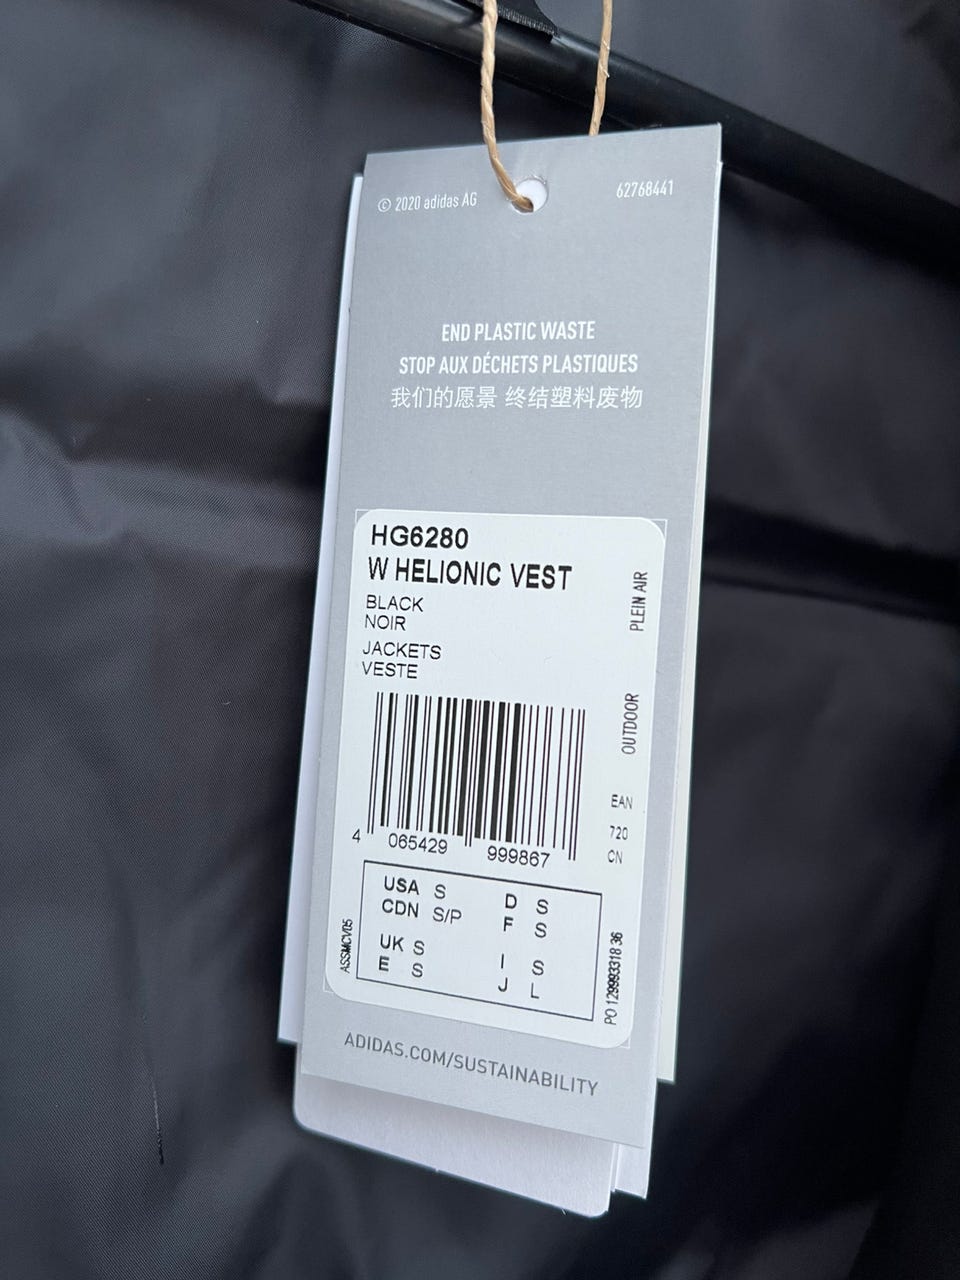 © 2020 adidas AG
62768441
END PLASTIC WASTE
STOP AUX DÉCHETS PLASTIQUES
我们的愿景 终结塑料废物
HG6280
W HELIONIC VEST
BLACK
NOIR
JACKETS
VESTE
PLEIN AIR
OUTDOOR
EAN
720
CN
4 065429 999867
USA S D S
CDN S/P F S
UK S I S
E S J L
ASSMCV05
PO 129993318 36
ADIDAS.COM/SUSTAINABILITY